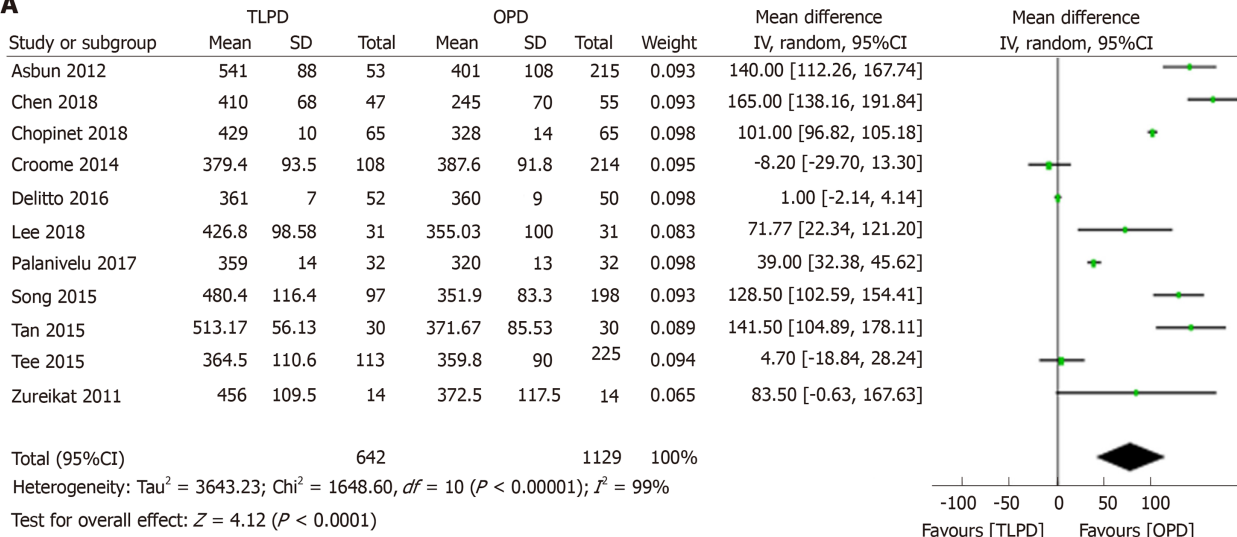 A
TLPD OPD Mean difference Mean difference
Study or subgroup Mean SD Total Mean SD Total Weight IV, random, 95%CI IV, random, 95%CI
Asbun 2012 541 88 53 401 108 215 0.093 140.00 [112.26, 167.74]
Chen 2018 410 68 47 245 70 55 0.093 165.00 [138.16, 191.84]
Chopinet 2018 429 10 65 328 14 65 0.098 101.00 [96.82, 105.18]
Croome 2014 379.4 93.5 108 387.6 91.8 214 0.095 -8.20 [-29.70, 13.30]
Delitto 2016 361 7 52 360 9 50 0.098 1.00 [-2.14, 4.14]
Lee 2018 426.8 98.58 31 355.03 100 31 0.083 71.77 [22.34, 121.20]
Palanivelu 2017 359 14 32 320 13 32 0.098 39.00 [32.38, 45.62]
Song 2015 480.4 116.4 97 351.9 83.3 198 0.093 128.50 [102.59, 154.41]
Tan 2015 513.17 56.13 30 371.67 85.53 30 0.089 141.50 [104.89, 178.11]
Tee 2015 364.5 110.6 113 359.8 90 225 0.094 4.70 [-18.84, 28.24]
Zureikat 2011 456 109.5 14 372.5 117.5 14 0.065 83.50 [-0.63, 167.63]
Total (95%CI) 642 1129 100%
Heterogeneity: Tau² = 3643.23; Chi² = 1648.60, df = 10 (P < 0.00001); I² = 99%
-100 -50 0 50 100
Test for overall effect: Z = 4.12 (P < 0.0001)
Favours [TLPD] Favours [OPD]